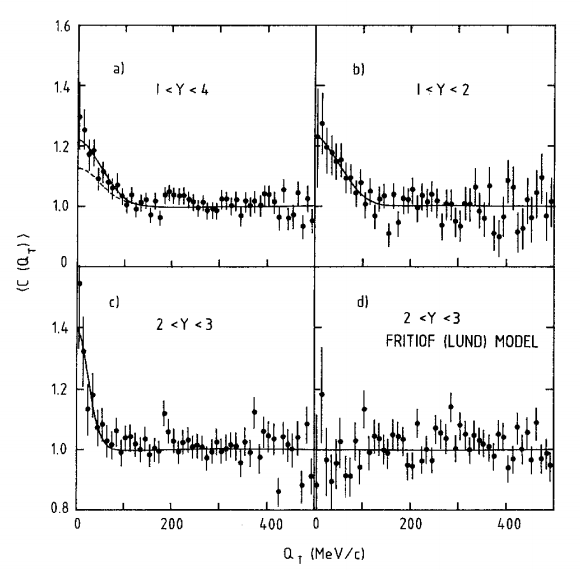 1.6
a)
b)
1 < Y < 4
1 < Y < 2
1.4
1.2
1.0
0
⟨C (Q_T)⟩
c)
d)
2 < Y < 3
2 < Y < 3
FRITIOF (LUND) MODEL
1.4
1.2
1.0
0.8
0
200
400
0
200
400
Q_T (MeV/c)